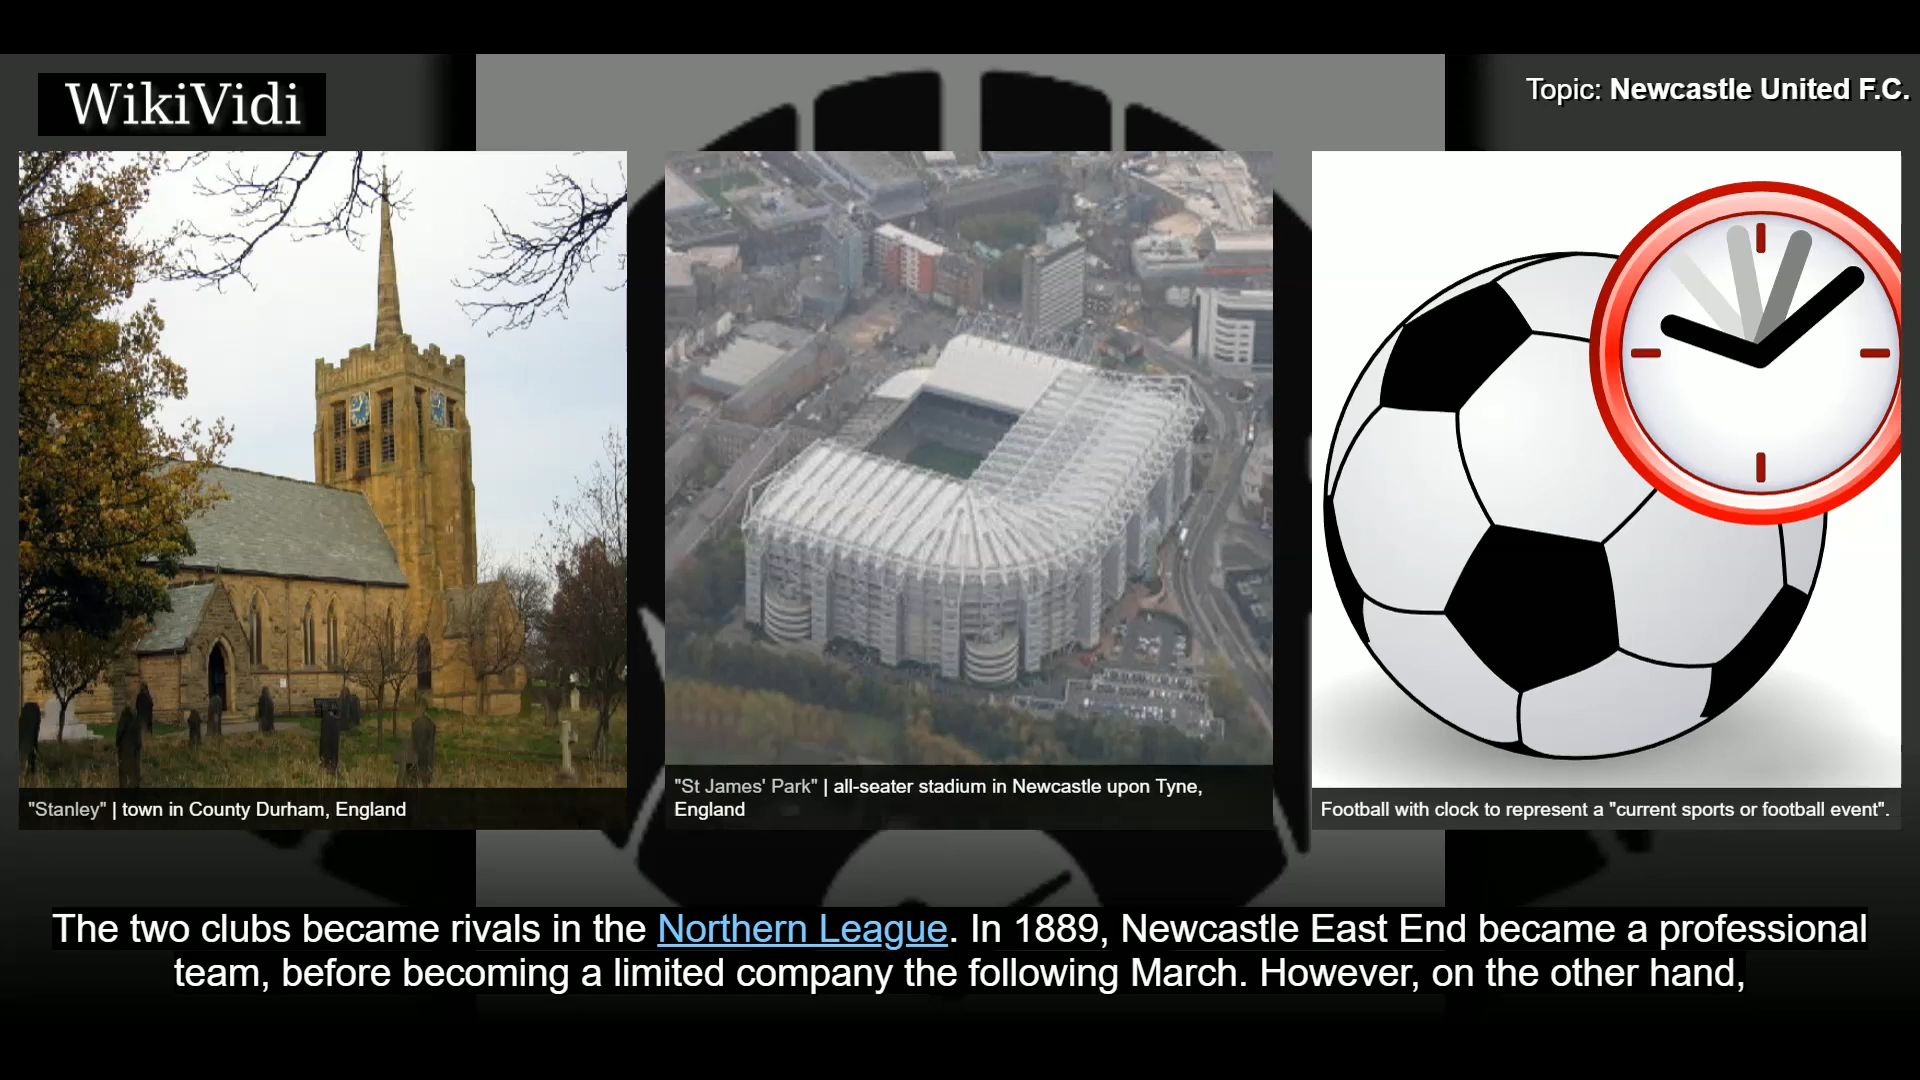 WikiVidi
Topic: Newcastle United F.C.
"Stanley" | town in County Durham, England
"St James' Park" | all-seater stadium in Newcastle upon Tyne,
England
Football with clock to represent a "current sports or football event".
The two clubs became rivals in the Northern League. In 1889, Newcastle East End became a professional
team, before becoming a limited company the following March. However, on the other hand,